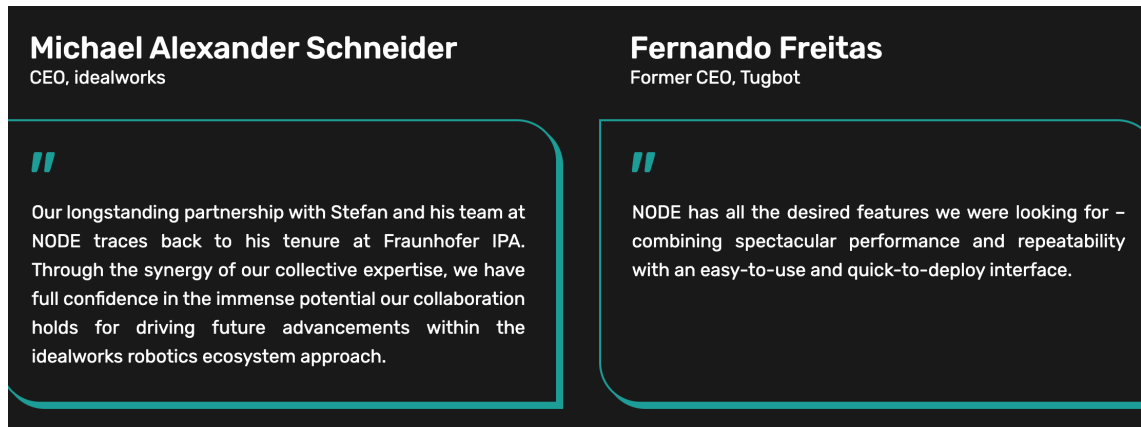 Michael Alexander Schneider
CEO, idealworks
"
Our longstanding partnership with Stefan and his team at
NODE traces back to his tenure at Fraunhofer IPA.
Through the synergy of our collective expertise, we have
full confidence in the immense potential our collaboration
holds for driving future advancements within the
idealworks robotics ecosystem approach.
Fernando Freitas
Former CEO, Tugbot
"
NODE has all the desired features we were looking for –
combining spectacular performance and repeatability
with an easy-to-use and quick-to-deploy interface.